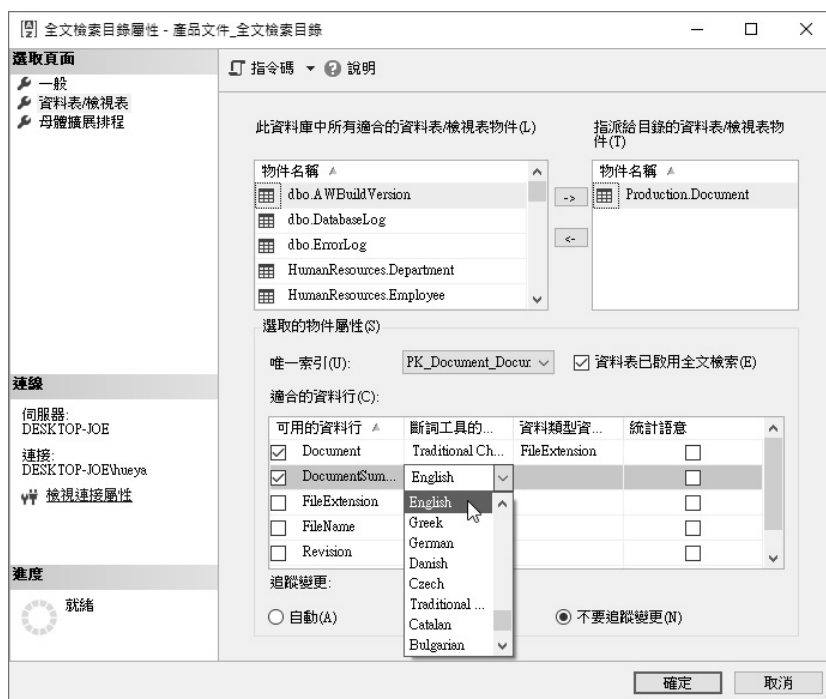 全文檢索目錄屬性 - 產品文件_全文檢索目錄
選取頁面
一般
資料表/檢視表
母體擴展排程
指令碼 說明
此資料庫中所有適合的資料表/檢視表物件(L)
物件名稱
dbo.AWBuildVersion
dbo.DatabaseLog
dbo.ErrorLog
HumanResources.Department
HumanResources.Employee
->
<-
指派給目錄的資料表/檢視表物
件(T)
物件名稱
Production.Document
選取的物件屬性(S)
唯一索引(U): PK_Document_Docur 資料表已啟用全文檢索(E)
適合的資料行(C):
可用的資料行 斷詞工具的... 資料類型資... 統計語意
Document Traditional Ch... FileExtension
DocumentSum... English
FileExtension
FileName
Revision
English
Greek
German
Danish
Czech
Traditional ...
Catalan
Bulgarian
追蹤變更:
自動(A) 不要追蹤變更(N)
連線
伺服器:
DESKTOP-JOE
連接:
DESKTOP-JOE\hueya
檢視連接屬性
進度
就緒
確定 取消